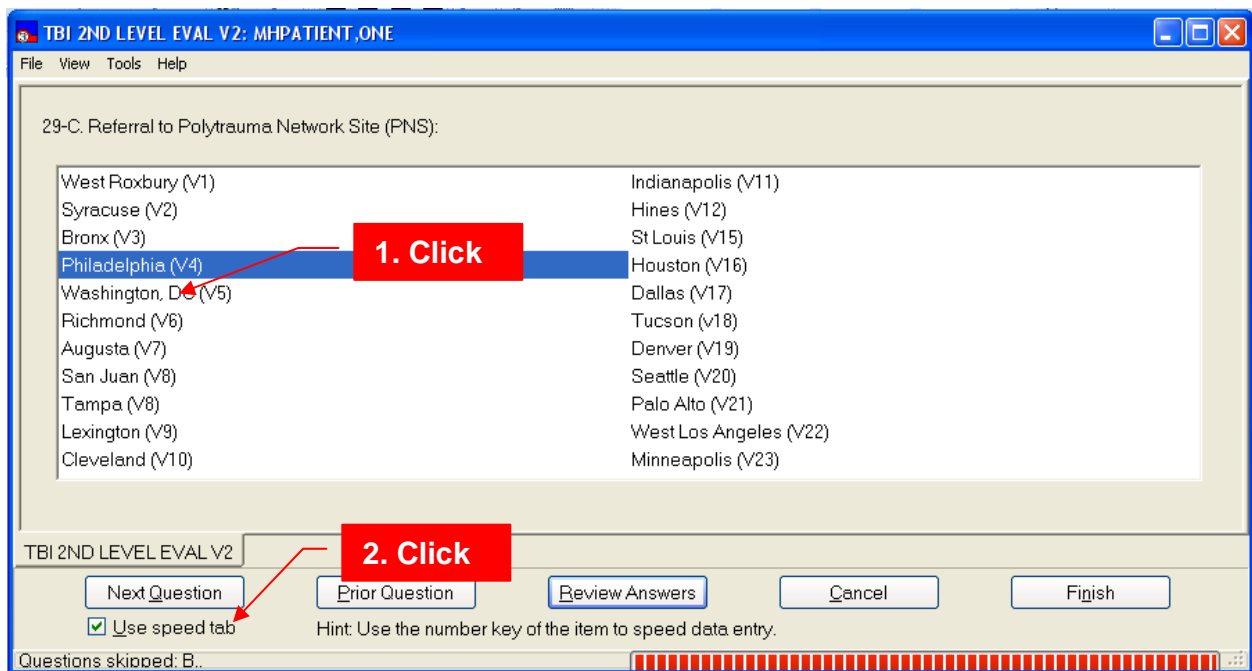 TBI 2ND LEVEL EVAL V2: MHPATIENT,ONE
File View Tools Help
29-C. Referral to Polytrauma Network Site (PNS):
West Roxbury (V1)
Syracuse (V2)
Bronx (V3)
Philadelphia (V4)
Washington, DC (V5)
Richmond (V6)
Augusta (V7)
San Juan (V8)
Tampa (V8)
Lexington (V9)
Cleveland (V10)
Indianapolis (V11)
Hines (V12)
St Louis (V15)
Houston (V16)
Dallas (V17)
Tucson (v18)
Denver (V19)
Seattle (V20)
Palo Alto (V21)
West Los Angeles (V22)
Minneapolis (V23)
1. Click
TBI 2ND LEVEL EVAL V2
2. Click
Next Question Prior Question Review Answers Cancel Finish
Use speed tab Hint: Use the number key of the item to speed data entry.
Questions skipped: B..